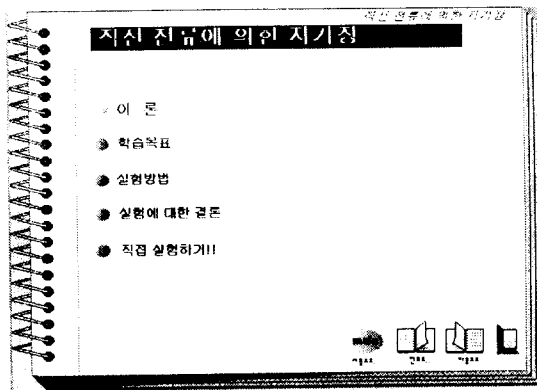 직선 전류에 의한 자기장
직선 전류에 의한 자기장
이 론
학습목표
실험방법
실험에 대한 결론
직접 실험하기!!